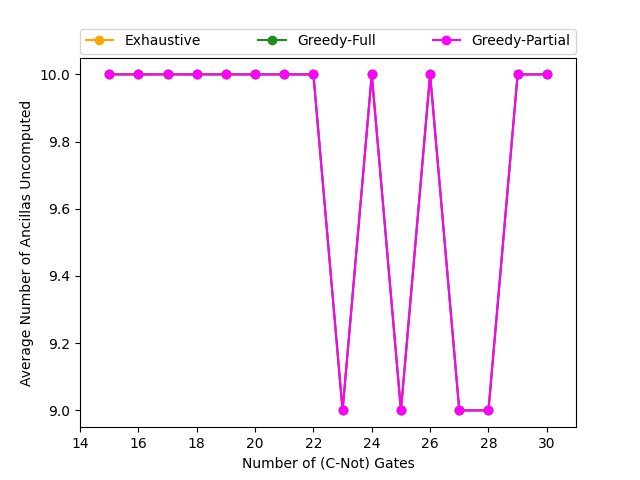 Exhaustive Greedy-Full Greedy-Partial
Average Number of Ancillas Uncomputed
10.0
9.8
9.6
9.4
9.2
9.0
14 16 18 20 22 24 26 28 30
Number of (C-Not) Gates